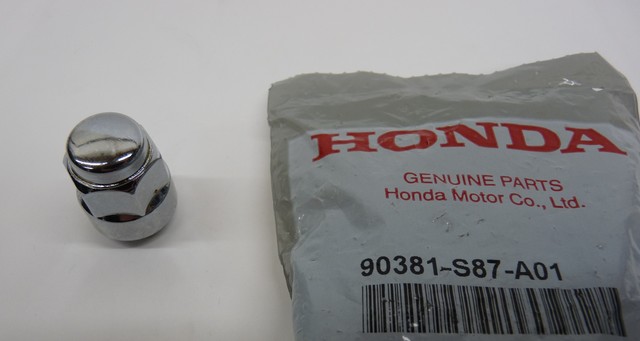 HONDA
GENUINE PARTS
Honda Motor Co., Ltd.
90381-S87-A01